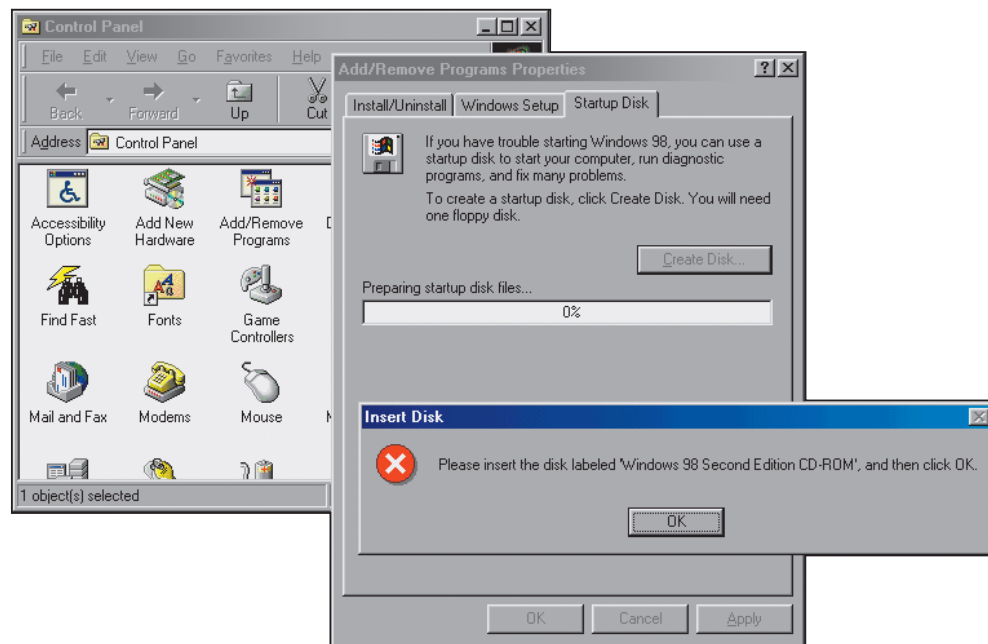 Control Panel
File Edit View Go Favorites Help
Back Forward Up Cut
Address Control Panel
Accessibility Options
Add New Hardware
Add/Remove Programs
Find Fast
Fonts
Game Controllers
Mail and Fax
Modems
Mouse
1 object(s) selected
Add/Remove Programs Properties
Install/Uninstall Windows Setup Startup Disk
If you have trouble starting Windows 98, you can use a
startup disk to start your computer, run diagnostic
programs, and fix many problems.
To create a startup disk, click Create Disk. You will need
one floppy disk.
Create Disk...
Preparing startup disk files...
0%
Insert Disk
Please insert the disk labeled 'Windows 98 Second Edition CD-ROM', and then click OK.
OK
OK Cancel Apply